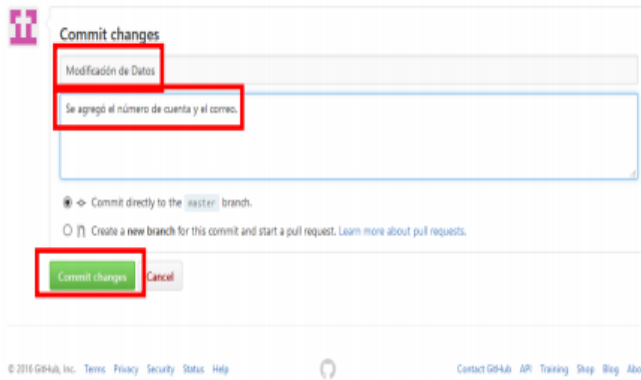 Commit changes
Modificación de Datos
Se agregó el número de cuenta y el correo.
Commit directly to the master branch.
Create a new branch for this commit and start a pull request. Learn more about pull requests.
Commit changes Cancel
© 2016 GitHub, Inc. Terms Privacy Security Status Help Contact GitHub API Training Shop Blog Abo